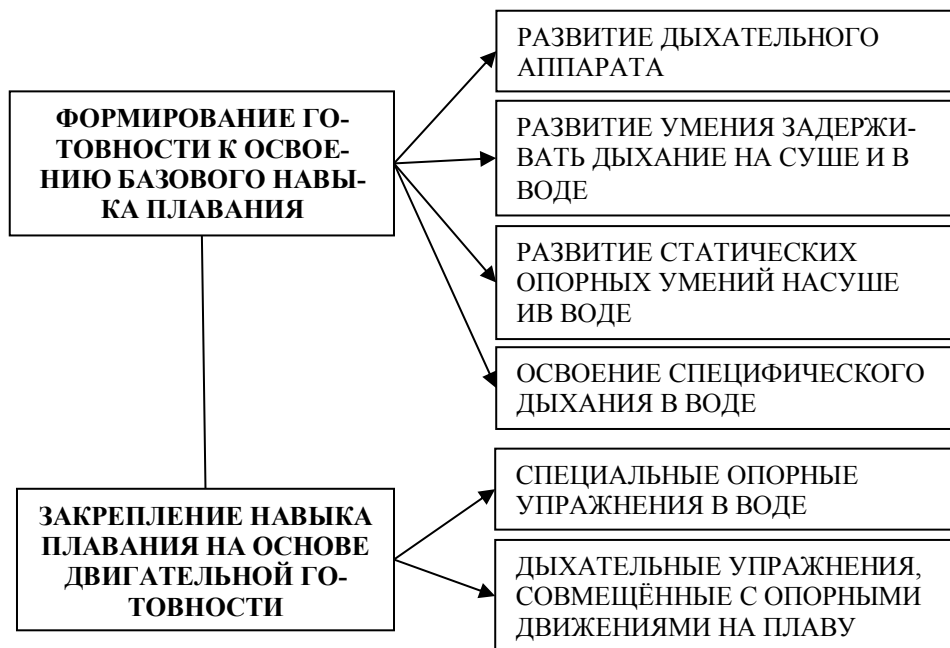 ФОРМИРОВАНИЕ ГО-
ТОВНОСТИ К ОСВОЕ-
НИЮ БАЗОВОГО НАВЫ-
КА ПЛАВАНИЯ
РАЗВИТИЕ ДЫХАТЕЛЬНОГО
АППАРАТА
РАЗВИТИЕ УМЕНИЯ ЗАДЕРЖИ-
ВАТЬ ДЫХАНИЕ НА СУШЕ И В
ВОДЕ
РАЗВИТИЕ СТАТИЧЕСКИХ
ОПОРНЫХ УМЕНИЙ НАСУШЕ
ИВ ВОДЕ
ОСВОЕНИЕ СПЕЦИФИЧЕСКОГО
ДЫХАНИЯ В ВОДЕ
ЗАКРЕПЛЕНИЕ НАВЫКА
ПЛАВАНИЯ НА ОСНОВЕ
ДВИГАТЕЛЬНОЙ ГО-
ТОВНОСТИ
СПЕЦИАЛЬНЫЕ ОПОРНЫЕ
УПРАЖНЕНИЯ В ВОДЕ
ДЫХАТЕЛЬНЫЕ УПРАЖНЕНИЯ,
СОВМЕЩЁННЫЕ С ОПОРНЫМИ
ДВИЖЕНИЯМИ НА ПЛАВУ